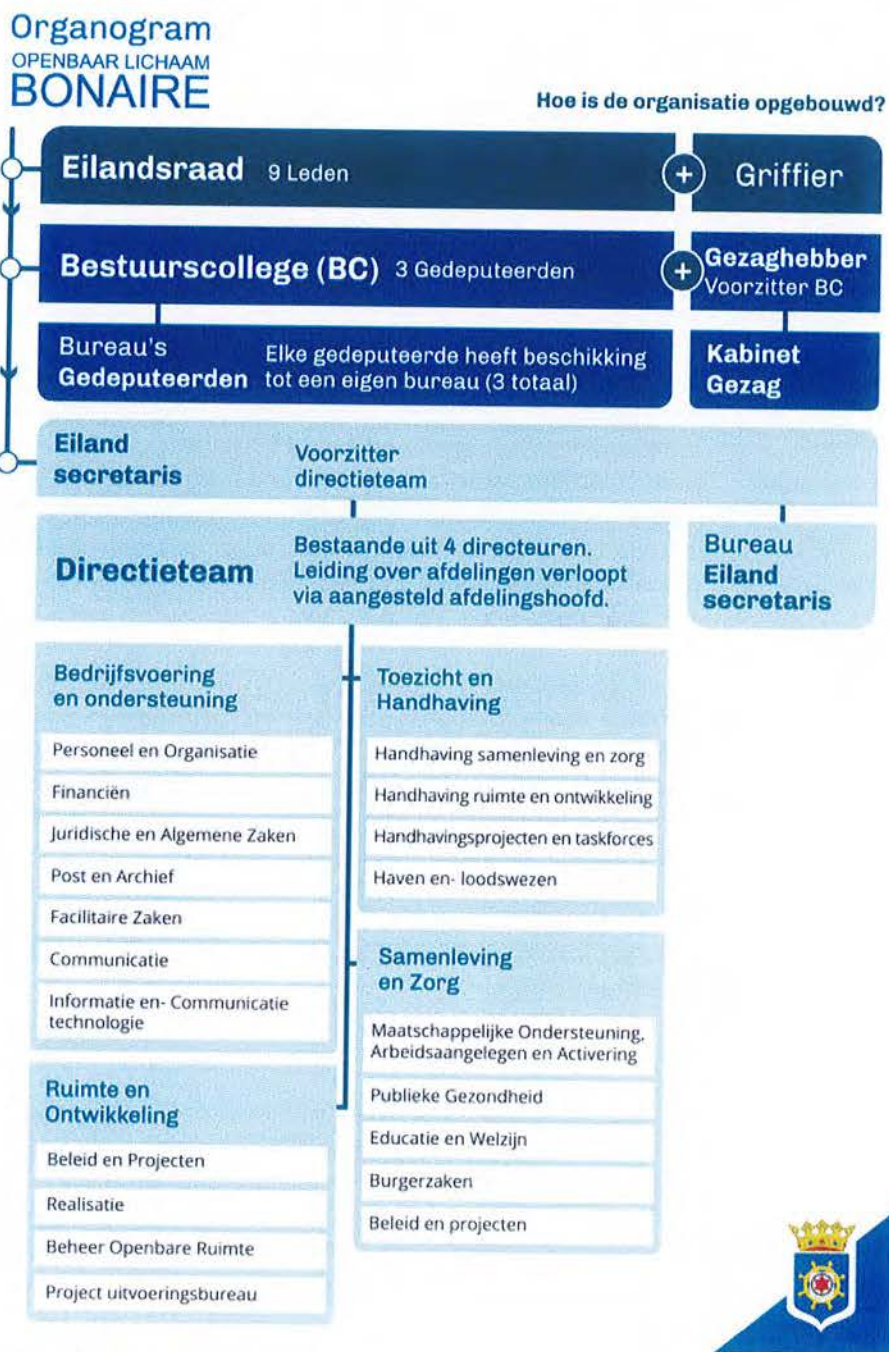 Organogram
OPENBAAR LICHAAM
BONAIRE
Hoe is de organisatie opgebouwd?
Eilandsraad 9 Leden
+
Griffier
Bestuurscollege (BC) 3 Gedeputeerden
+
Gezaghebber
Voorzitter BC
Bureau's
Gedeputeerden
Elke gedeputeerde heeft beschikking
tot een eigen bureau (3 totaal)
Kabinet
Gezag
Eiland
secretaris
Voorzitter
directieteam
Directieteam
Bestaande uit 4 directeuren.
Leiding over afdelingen verloopt
via aangesteld afdelingshoofd.
Bureau
Eiland
secretaris
Bedrijfsvoering
en ondersteuning
Personeel en Organisatie
Financiën
Juridische en Algemene Zaken
Post en Archief
Facilitaire Zaken
Communicatie
Informatie en- Communicatie
technologie
Toezicht en
Handhaving
Handhaving samenleving en zorg
Handhaving ruimte en ontwikkeling
Handhavingsprojecten en taskforces
Haven en- loodswezen
Samenleving
en Zorg
Maatschappelijke Ondersteuning,
Arbeidsaangelegen en Activering
Publieke Gezondheid
Educatie en Welzijn
Burgerzaken
Beleid en projecten
Ruimte en
Ontwikkeling
Beleid en Projecten
Realisatie
Beheer Openbare Ruimte
Project uitvoeringsbureau